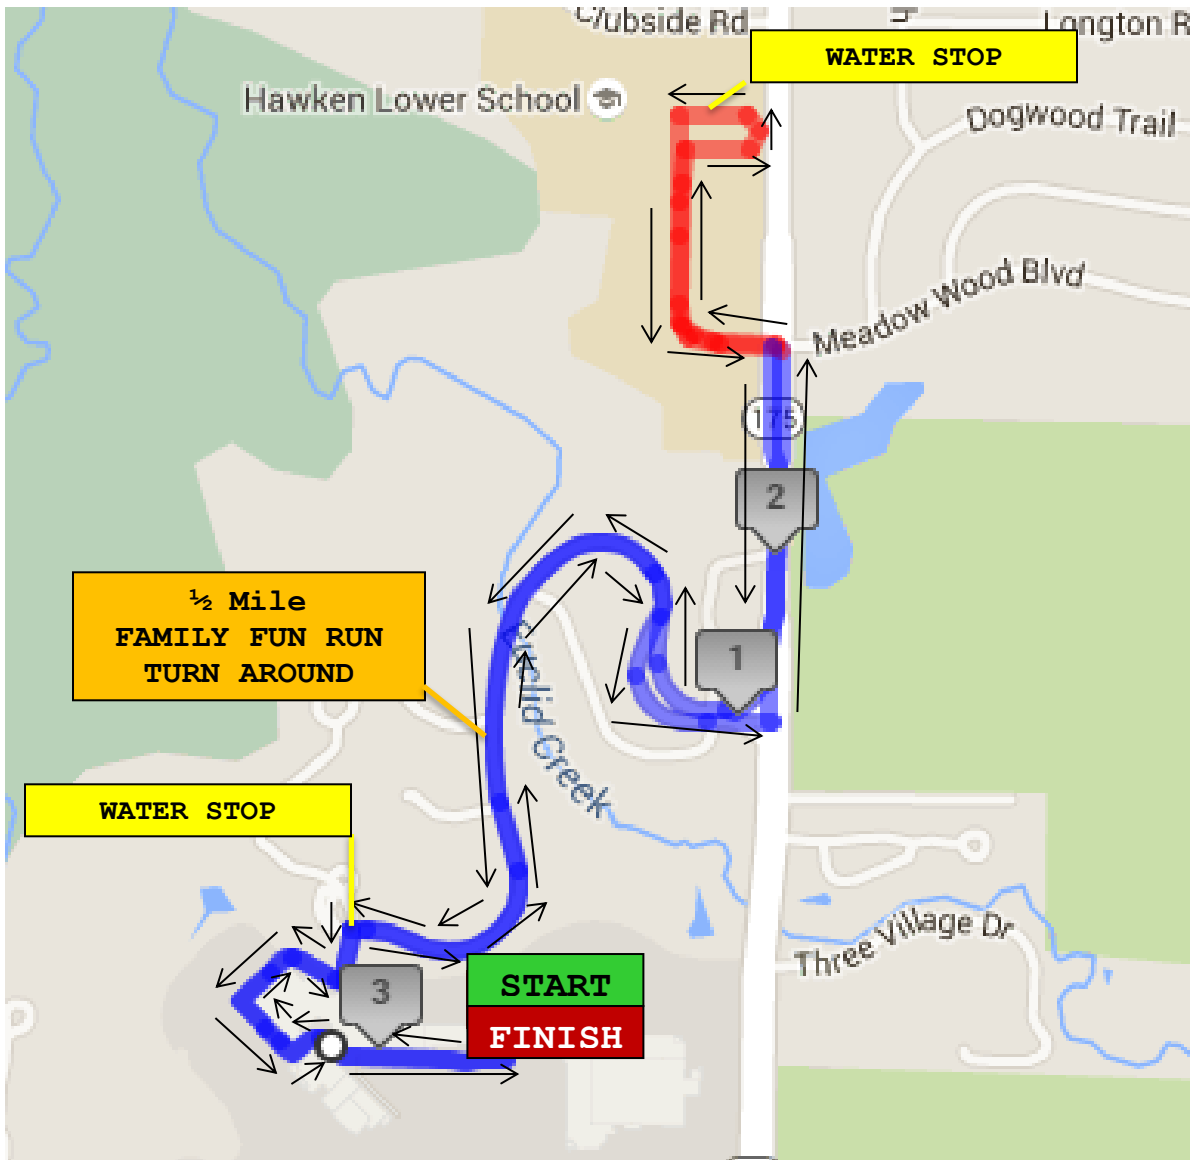 Clubside Rd
Longton R
WATER STOP
Hawken Lower School
Dogwood Trail
Meadow Wood Blvd
175
2
½ Mile
FAMILY FUN RUN
TURN AROUND
1
Euclid Creek
WATER STOP
Three Village Dr
3
START
FINISH